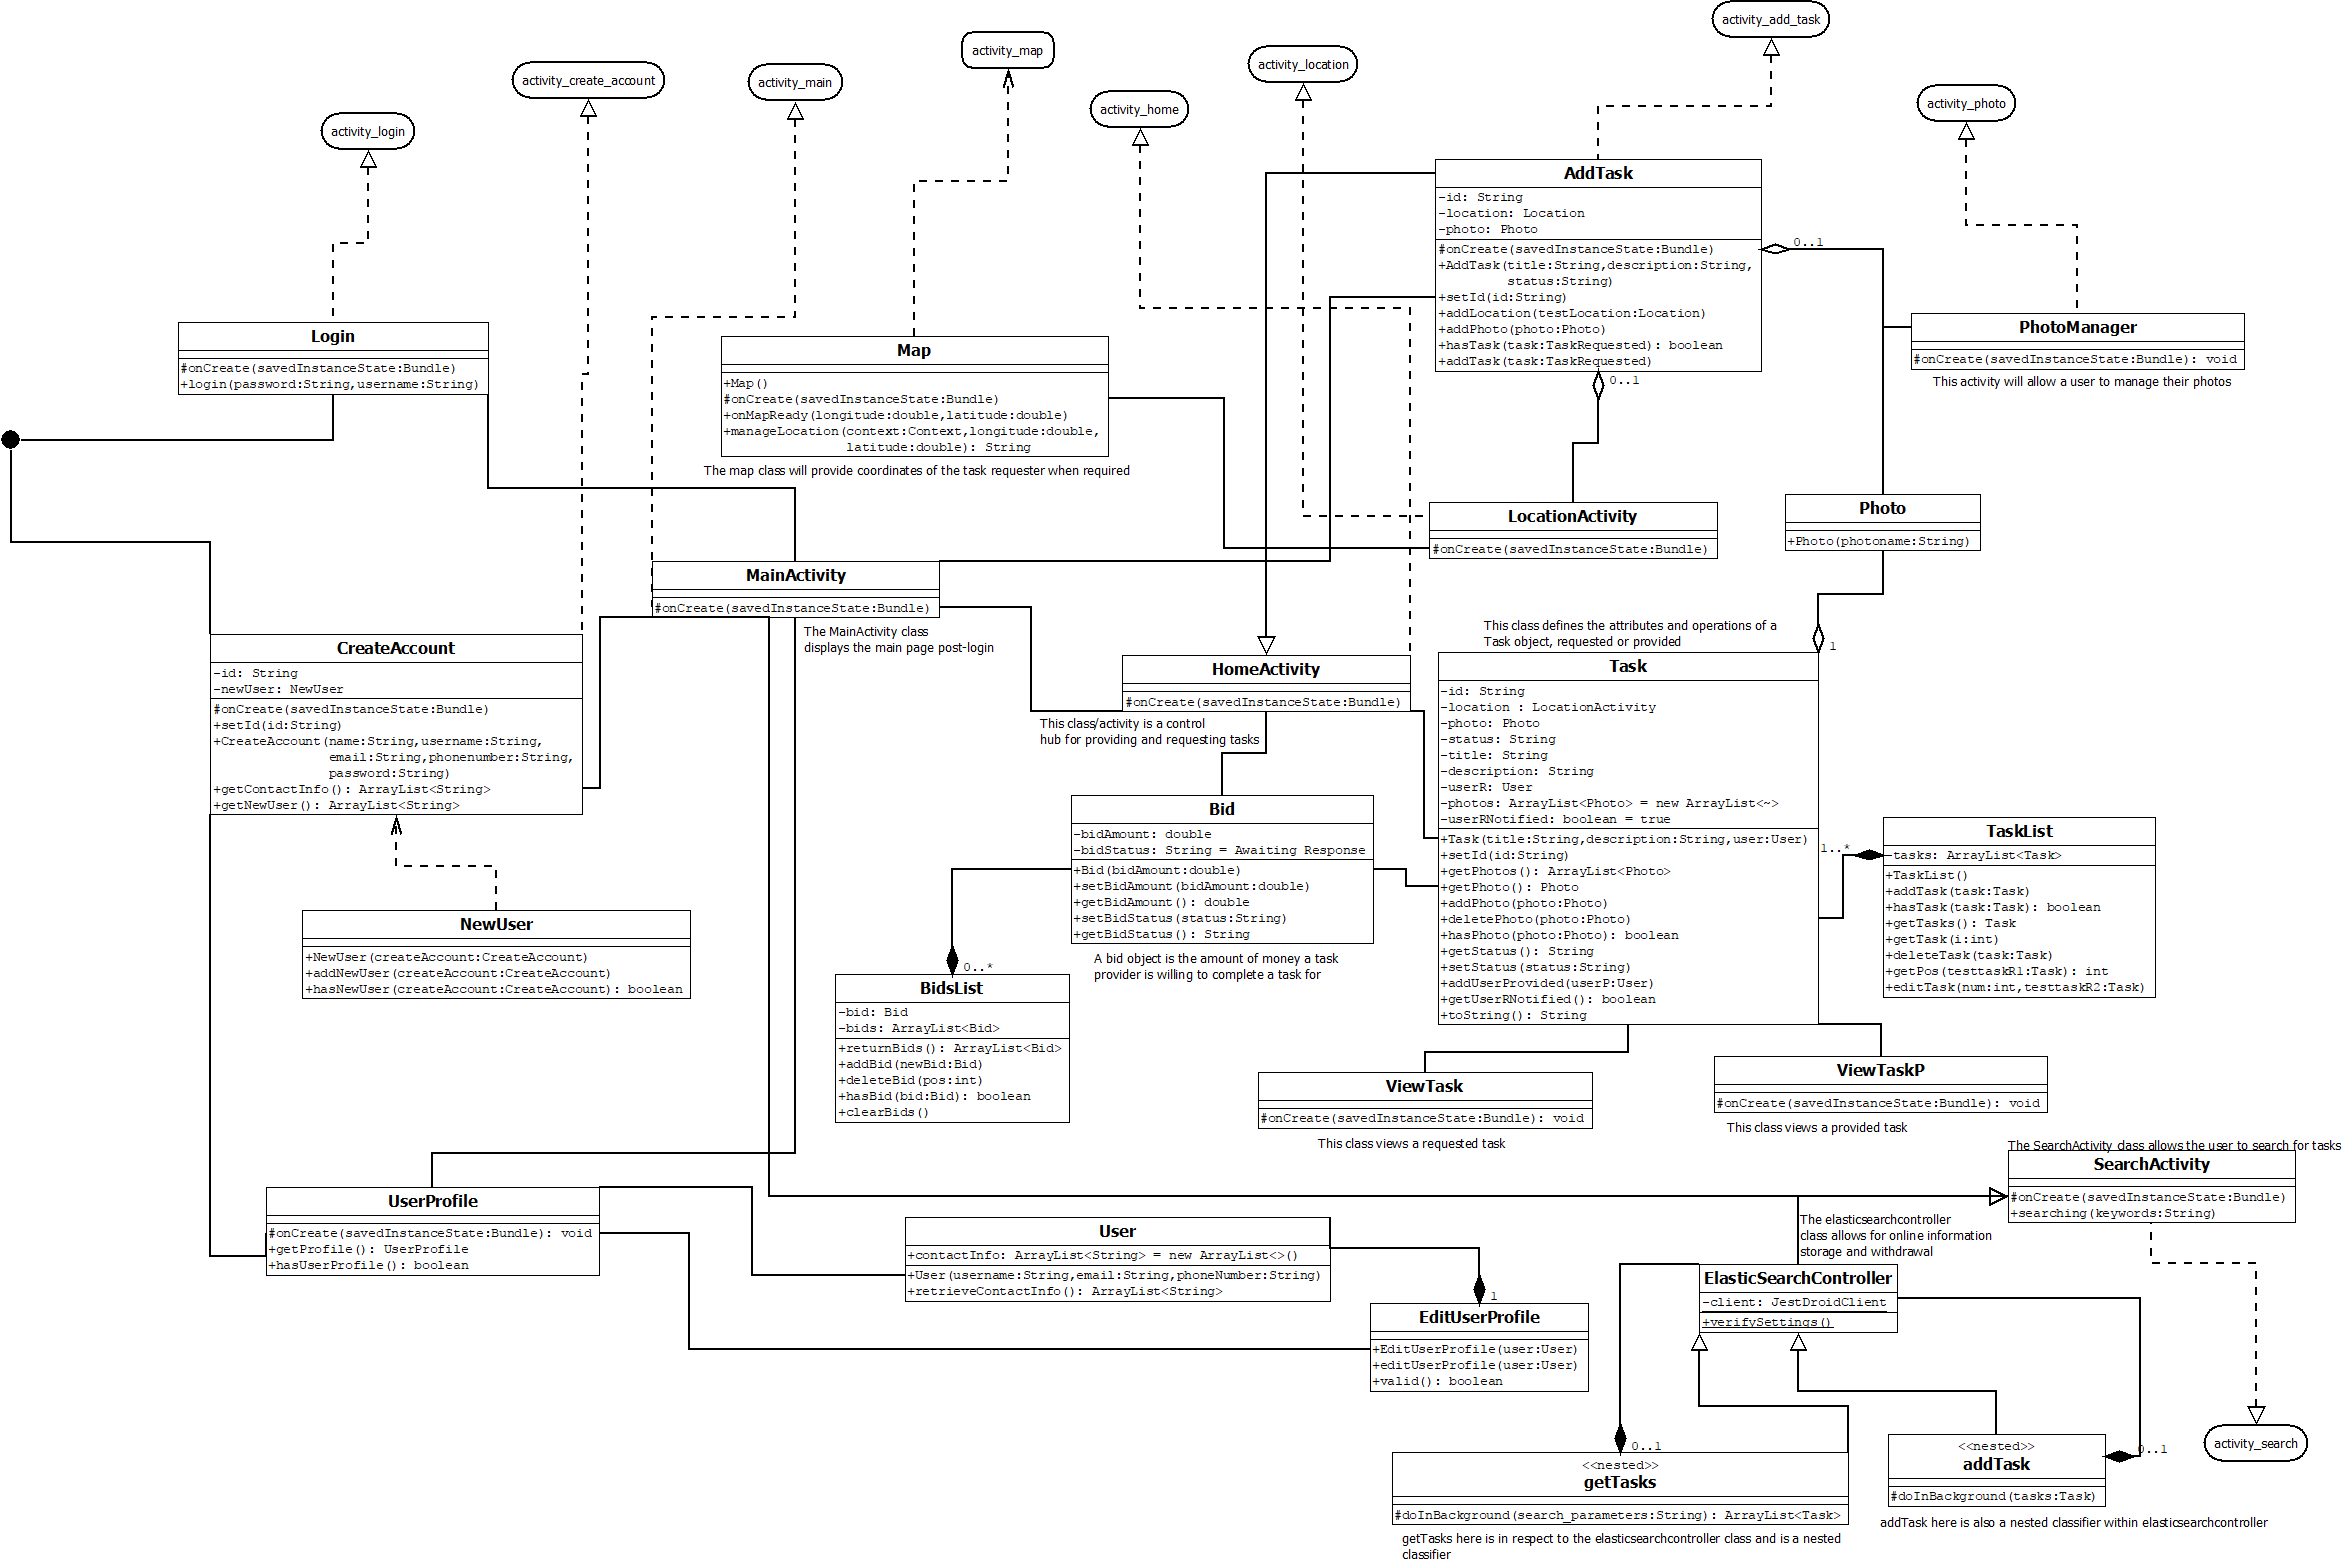 activity_add_task
activity_map
activity_location
activity_create_account
activity_main
activity_home
activity_photo
activity_login
AddTask
-id: String
-location: Location
-photo: Photo
#onCreate(savedInstanceState:Bundle)
+AddTask(title:String,description:String,
status:String)
+setId(id:String)
+addLocation(testLocation:Location)
+addPhoto(photo:Photo)
+hasTask(task:TaskRequested): boolean
+addTask(task:TaskRequested)
0..1
0..1
PhotoManager
#onCreate(savedInstanceState:Bundle): void
This activity will allow a user to manage their photos
Login
#onCreate(savedInstanceState:Bundle)
+login(password:String,username:String)
Map
+Map()
#onCreate(savedInstanceState:Bundle)
+onMapReady(longitude:double,latitude:double)
+manageLocation(context:Context,longitude:double,
latitude:double): String
The map class will provide coordinates of the task requester when required
LocationActivity
#onCreate(savedInstanceState:Bundle)
Photo
+Photo(photoname:String)
MainActivity
#onCreate(savedInstanceState:Bundle)
The MainActivity class
displays the main page post-login
CreateAccount
-id: String
-newUser: NewUser
#onCreate(savedInstanceState:Bundle)
+setId(id:String)
+CreateAccount(name:String,username:String,
email:String,phonenumber:String,
password:String)
+getContactInfo(): ArrayList<String>
+getNewUser(): ArrayList<String>
HomeActivity
#onCreate(savedInstanceState:Bundle)
This class/activity is a control
hub for providing and requesting tasks
This class defines the attributes and operations of a
Task object, requested or provided
1
Task
-id: String
-location : LocationActivity
-photo: Photo
-status: String
-title: String
-description: String
-userR: User
-photos: ArrayList<Photo> = new ArrayList<~>
-userRNotified: boolean = true
+Task(title:String,description:String,user:User)
+setId(id:String)
+getPhotos(): ArrayList<Photo>
+getPhoto(): Photo
+addPhoto(photo:Photo)
+deletePhoto(photo:Photo)
+hasPhoto(photo:Photo): boolean
+getStatus(): String
+setStatus(status:String)
+addUserProvided(userP:User)
+getUserRNotified(): boolean
+toString(): String
Bid
-bidAmount: double
-bidStatus: String = Awaiting Response
+Bid(bidAmount:double)
+setBidAmount(bidAmount:double)
+getBidAmount(): double
+setBidStatus(status:String)
+getBidStatus(): String
A bid object is the amount of money a task
provider is willing to complete a task for
1..*
TaskList
-tasks: ArrayList<Task>
+TaskList()
+addTask(task:Task)
+hasTask(task:Task): boolean
+getTasks(): Task
+getTask(i:int)
+deleteTask(task:Task)
+getPos(testtaskR1:Task): int
+editTask(num:int,testtaskR2:Task)
NewUser
+NewUser(createAccount:CreateAccount)
+addNewUser(createAccount:CreateAccount)
+hasNewUser(createAccount:CreateAccount): boolean
0..*
BidsList
-bid: Bid
-bids: ArrayList<Bid>
+returnBids(): ArrayList<Bid>
+addBid(newBid:Bid)
+deleteBid(pos:int)
+hasBid(bid:Bid): boolean
+clearBids()
ViewTask
#onCreate(savedInstanceState:Bundle): void
This class views a requested task
ViewTaskP
#onCreate(savedInstanceState:Bundle): void
This class views a provided task
The SearchActivity class allows the user to search for tasks
SearchActivity
#onCreate(savedInstanceState:Bundle)
+searching(keywords:String)
UserProfile
#onCreate(savedInstanceState:Bundle): void
+getProfile(): UserProfile
+hasUserProfile(): boolean
User
+contactInfo: ArrayList<String> = new ArrayList<>()
+User(username:String,email:String,phoneNumber:String)
+retrieveContactInfo(): ArrayList<String>
The elasticsearchcontroller
class allows for online information
storage and withdrawal
ElasticSearchController
-client: JestDroidClient
+verifySettings()
1
EditUserProfile
+EditUserProfile(user:User)
+editUserProfile(user:User)
+valid(): boolean
0..1
<<nested>>
getTasks
#doInBackground(search_parameters:String): ArrayList<Task>
getTasks here is in respect to the elasticsearchcontroller class and is a nested
classifier
0..1
<<nested>>
addTask
#doInBackground(tasks:Task)
addTask here is also a nested classifier within elasticsearchcontroller
activity_search